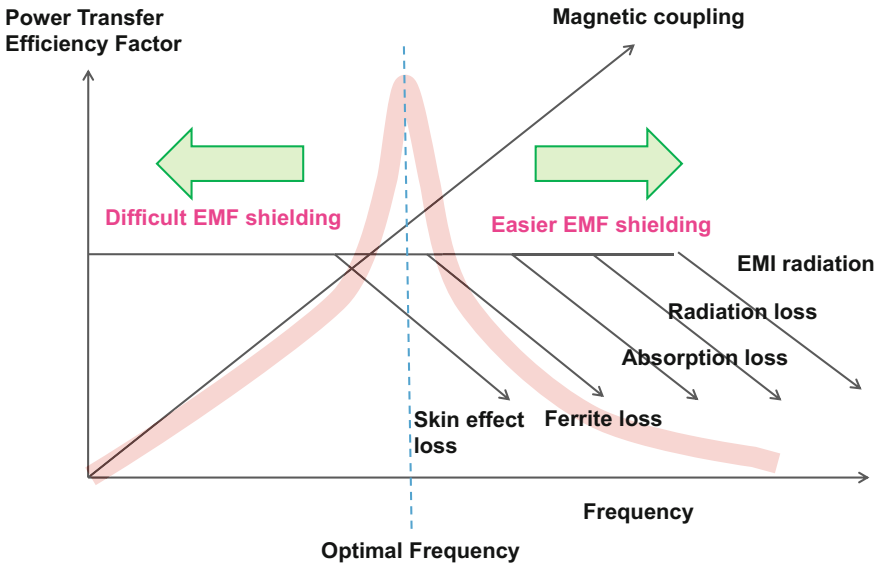 Power Transfer
Efficiency Factor
Magnetic coupling
Difficult EMF shielding
Easier EMF shielding
EMI radiation
Radiation loss
Absorption loss
Skin effect
loss
Ferrite loss
Frequency
Optimal Frequency